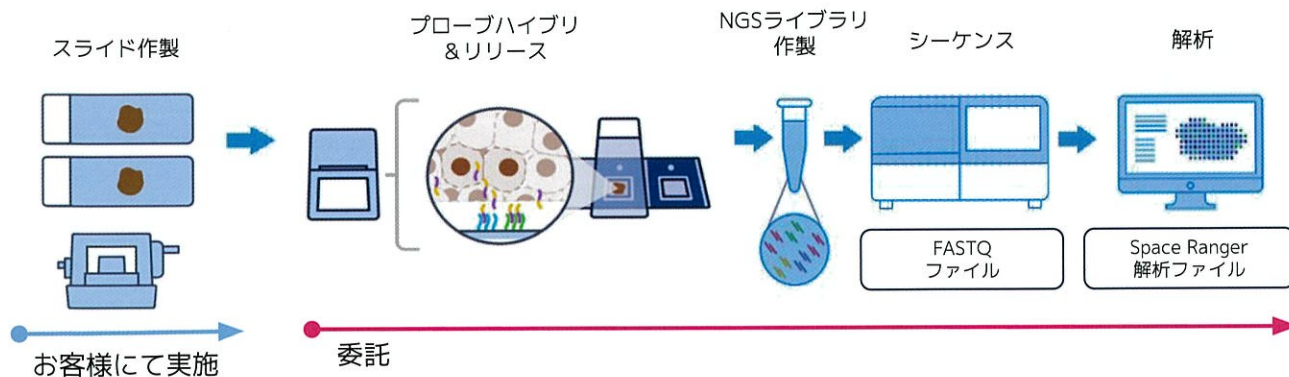 スライド作製
プローブハイブリ
&リリース
NGSライブラリ
作製
シーケンス
解析
FASTQ
ファイル
Space Ranger
解析ファイル
お客様にて実施
委託